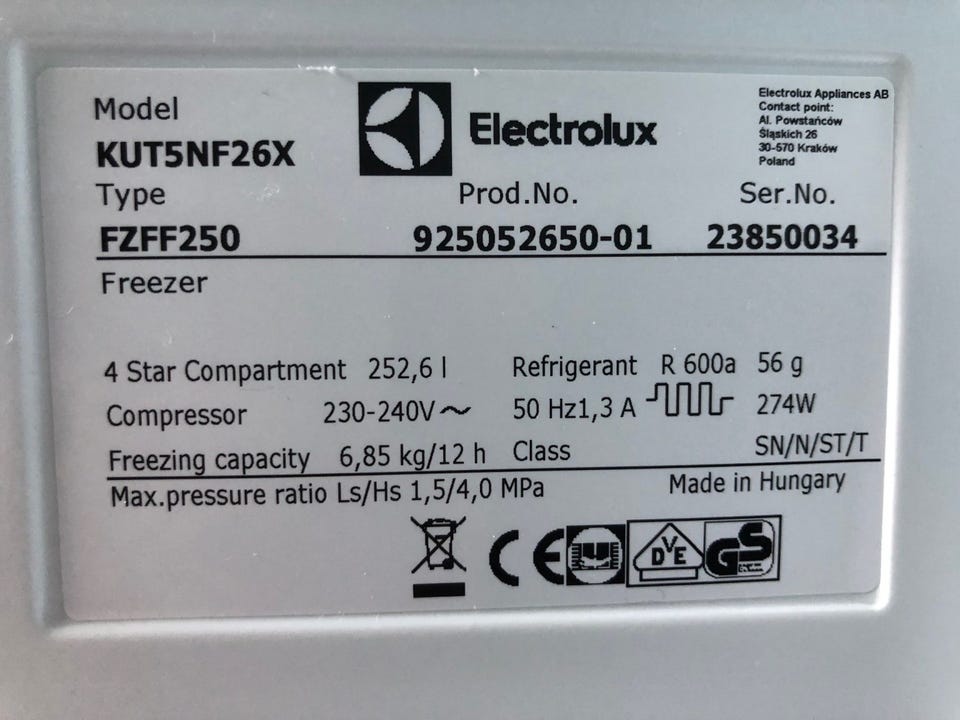 Model
KUT5NF26X
Electrolux
Electrolux Appliances AB
Contact point:
Al. Powstańców
Śląskich 26
30-570 Kraków
Poland
Type Prod.No. Ser.No.
FZFF250 925052650-01 23850034
Freezer
4 Star Compartment 252,6 l Refrigerant R 600a 56 g
Compressor 230-240V~ 50 Hz1,3 A 274W
Freezing capacity 6,85 kg/12 h Class SN/N/ST/T
Max.pressure ratio Ls/Hs 1,5/4,0 MPa Made in Hungary
CE DVE GS